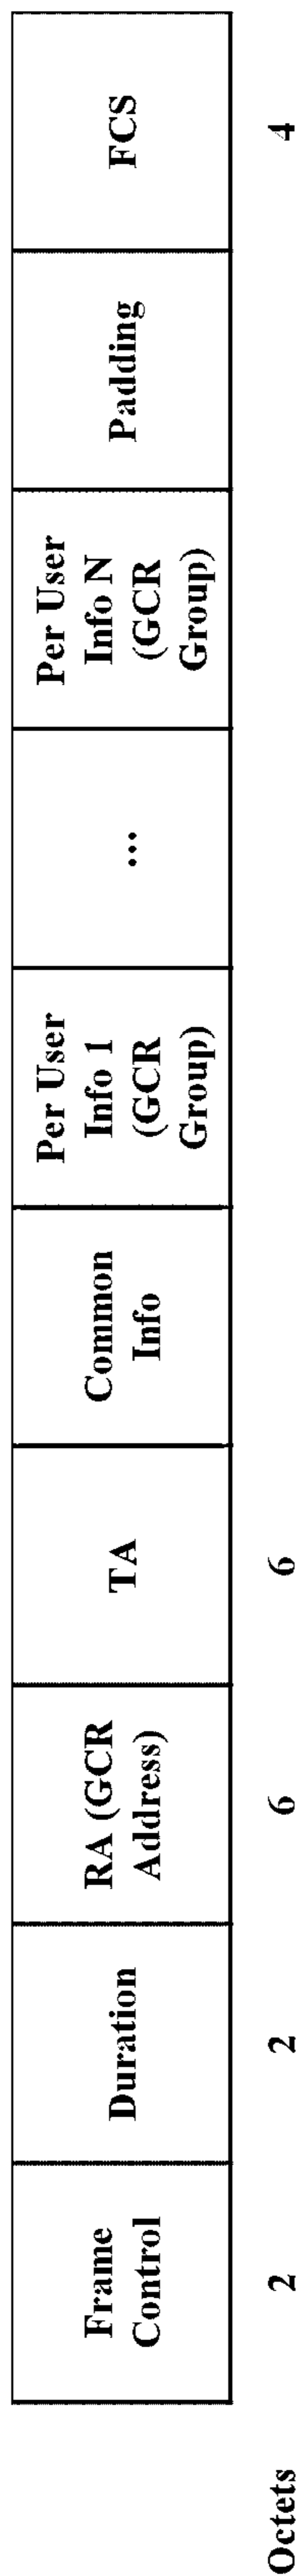 Frame
Control
Duration
RA (GCR
Address)
TA
Common
Info
Per User
Info 1
(GCR
Group)
...
Per User
Info N
(GCR
Group)
Padding
FCS
Octets
2
2
6
6
4